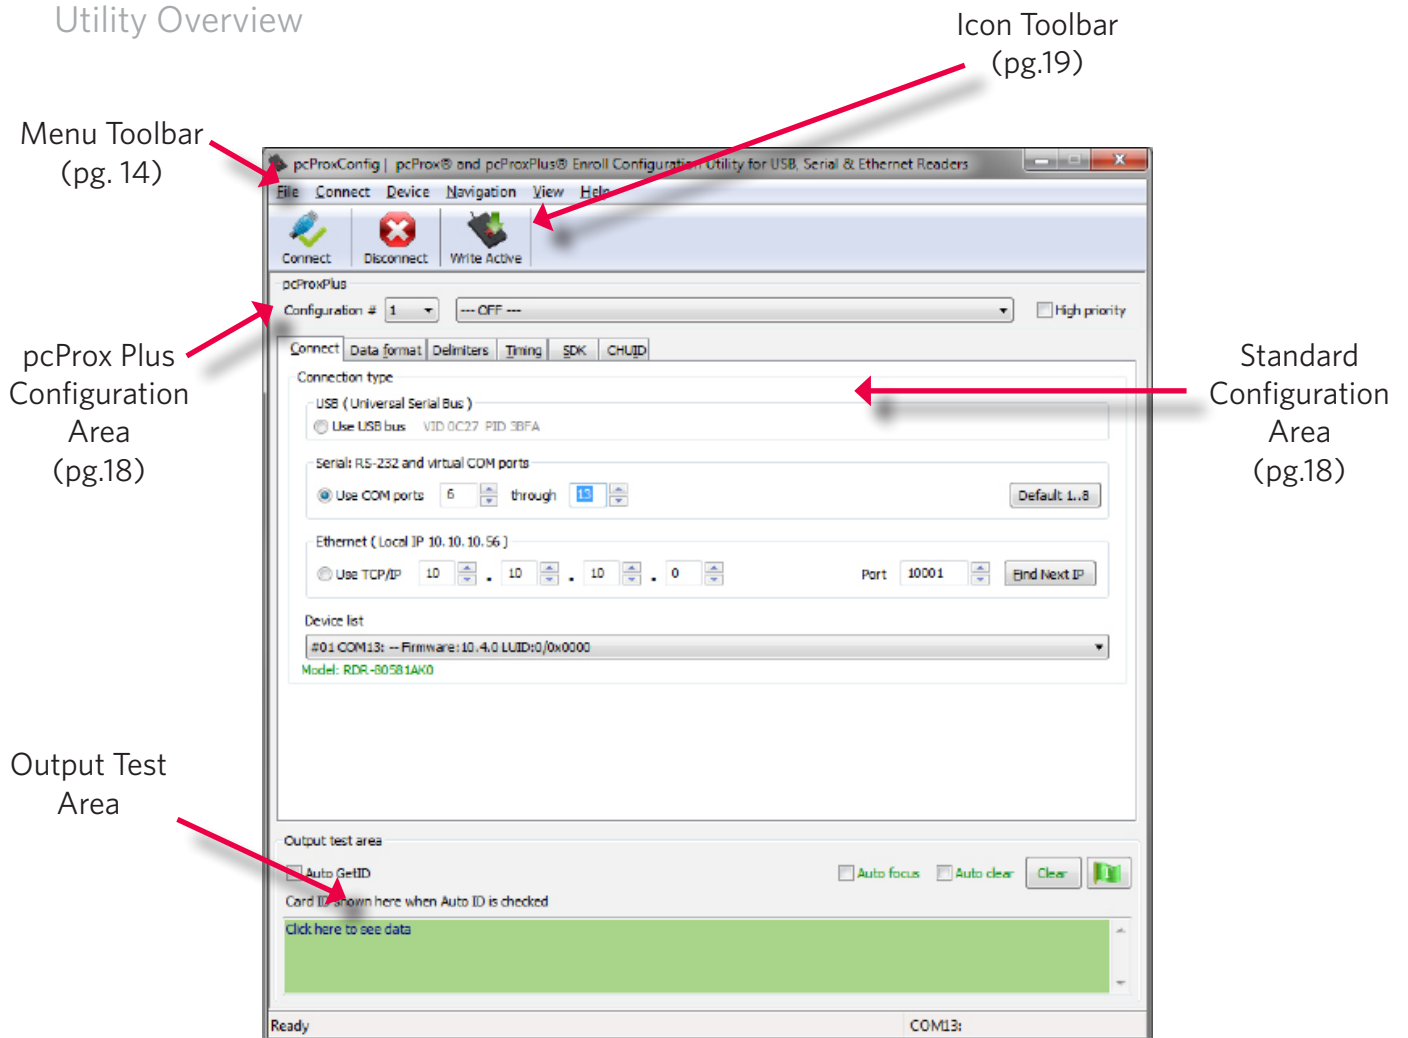 Utility Overview
Icon Toolbar
(pg.19)
Menu Toolbar
(pg. 14)
pcProxConfig | pcProx® and pcProxPlus® Enroll Configuration Utility for USB, Serial & Ethernet Readers
File Connect Device Navigation View Help
Connect Disconnect Write Active
pcProxPlus
Configuration # 1 --- OFF --- High priority
pcProx Plus
Configuration
Area
(pg.18)
Connect Data format Delimiters Timing SDK CHUID
Standard
Configuration
Area
(pg.18)
Connection type
USB ( Universal Serial Bus )
Use USB bus VID 0C27 PID 3BFA
Serial: RS-232 and virtual COM ports
Use COM ports 6 through 13 Default 1..8
Ethernet ( Local IP 10.10.10.56 )
Use TCP/IP 10 . 10 . 10 . 0 Port 10001 Find Next IP
Device list
#01 COM13: -- Firmware:10.4.0 LUID:0/0x0000
Model: RDR-80581AK0
Output Test
Area
Output test area
Auto GetID Auto focus Auto clear Clear
Card ID shown here when Auto ID is checked
Click here to see data
Ready COM13: